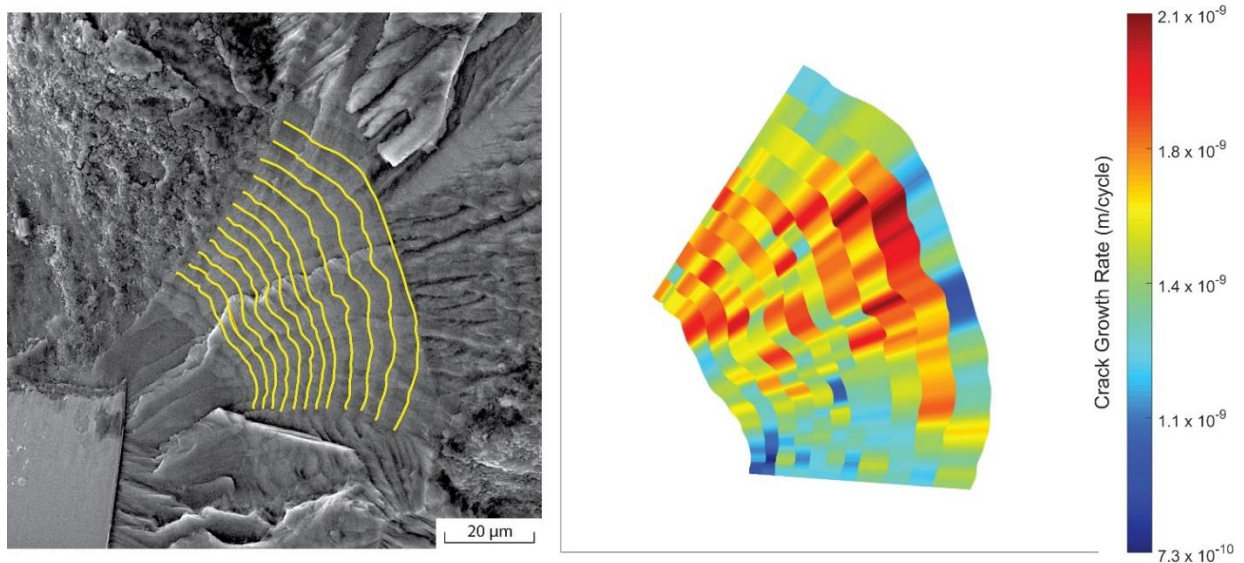 20 µm
2.1 x 10⁻⁹
1.8 x 10⁻⁹
1.4 x 10⁻⁹
1.1 x 10⁻⁹
7.3 x 10⁻¹⁰
Crack Growth Rate (m/cycle)